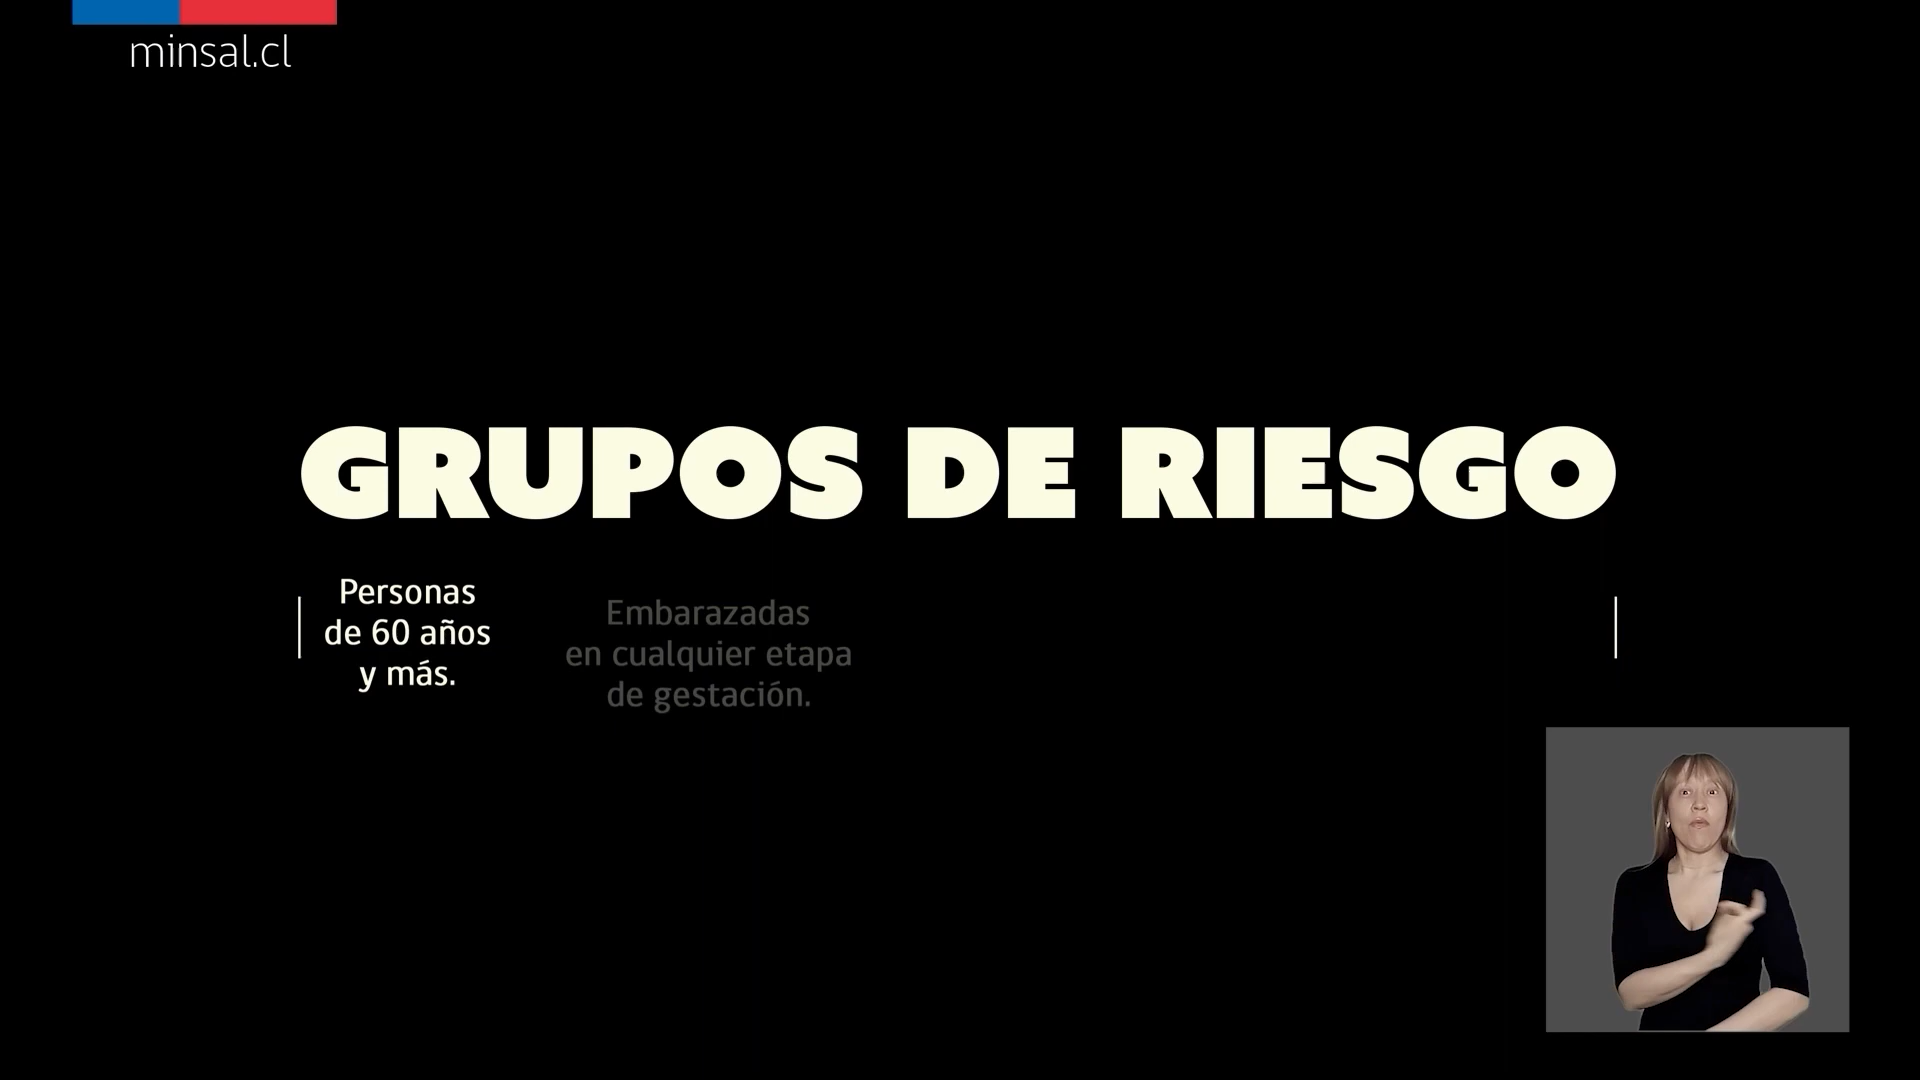 minsal.cl
GRUPOS DE RIESGO
Personas
de 60 años
y más.
Embarazadas
en cualquier etapa
de gestación.